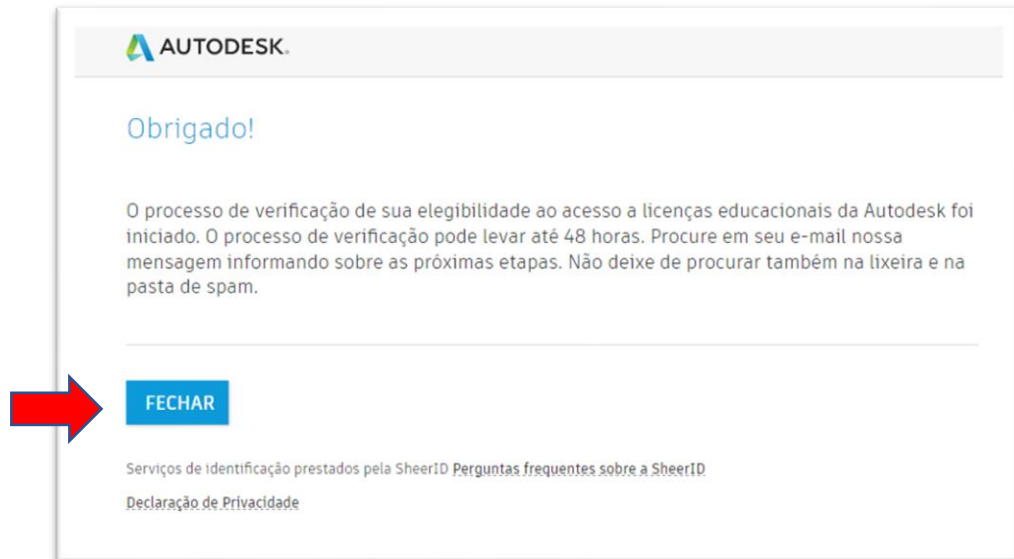 AUTODESK.
Obrigado!
O processo de verificação de sua elegibilidade ao acesso a licenças educacionais da Autodesk foi
iniciado. O processo de verificação pode levar até 48 horas. Procure em seu e-mail nossa
mensagem informando sobre as próximas etapas. Não deixe de procurar também na lixeira e na
pasta de spam.
FECHAR
Serviços de identificação prestados pela SheerID Perguntas frequentes sobre a SheerID
Declaração de Privacidade